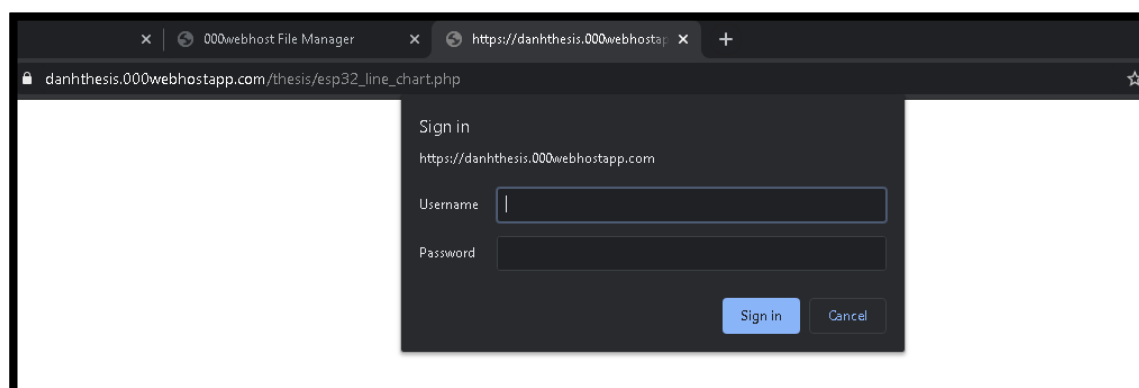 000webhost File Manager
https://danhthesis.000webhostap
danhthesis.000webhostapp.com/thesis/esp32_line_chart.php
Sign in
https://danhthesis.000webhostapp.com
Username
Password
Sign in
Cancel